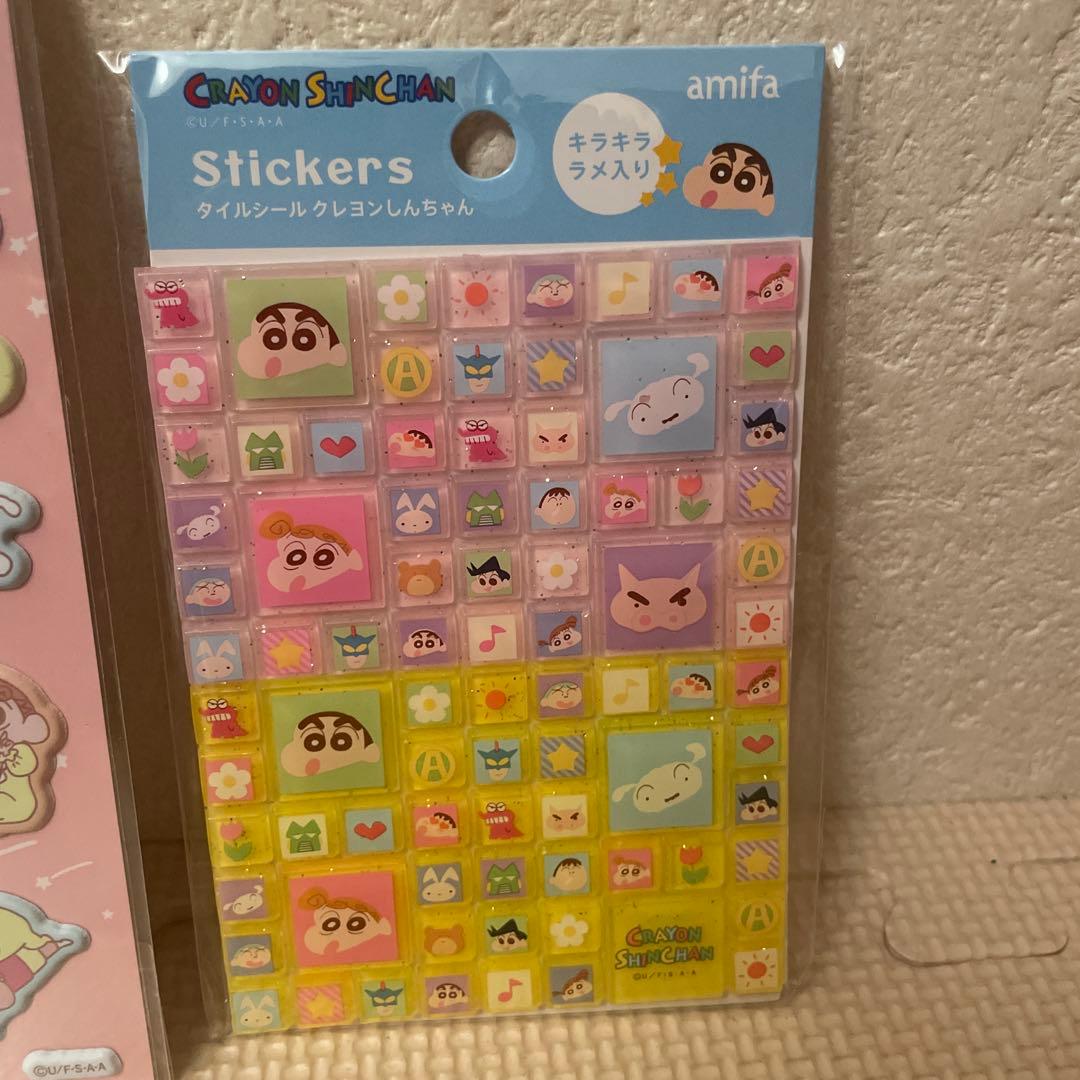 CRAYON SHINCHAN
©U/F・S・A・A
amifa
Stickers
タイルシール クレヨンしんちゃん
キラキラ
ラメ入り
A
A
A
A
CRAYON
SHINCHAN
©U/F・S・A・A
©U/F・S・A・A